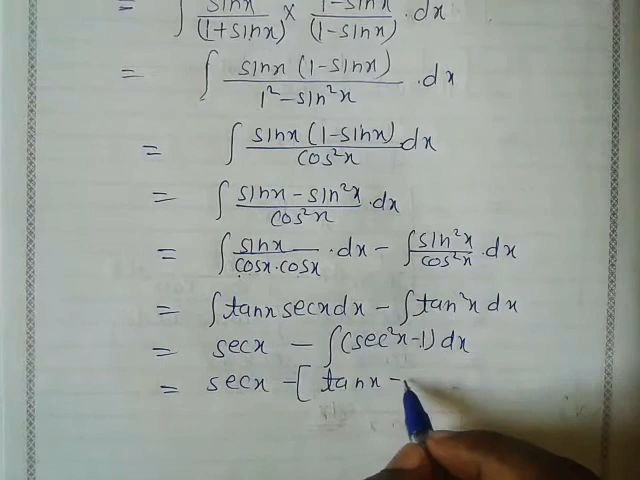 = ∫ sinx/(1+sinx) × 1-sinx/(1-sinx) · dx
= ∫ sinx (1-sinx)/1²-sin²x · dx
= ∫ sinx (1-sinx)/cos²x dx
= ∫ sinx - sin²x/cos²x · dx
= ∫ sinx/cosx·cosx · dx - ∫ sin²x/cos²x · dx
= ∫ tanx secx dx - ∫ tan²x dx
= secx - ∫ (sec²x-1) dx
= secx - [ tanx -